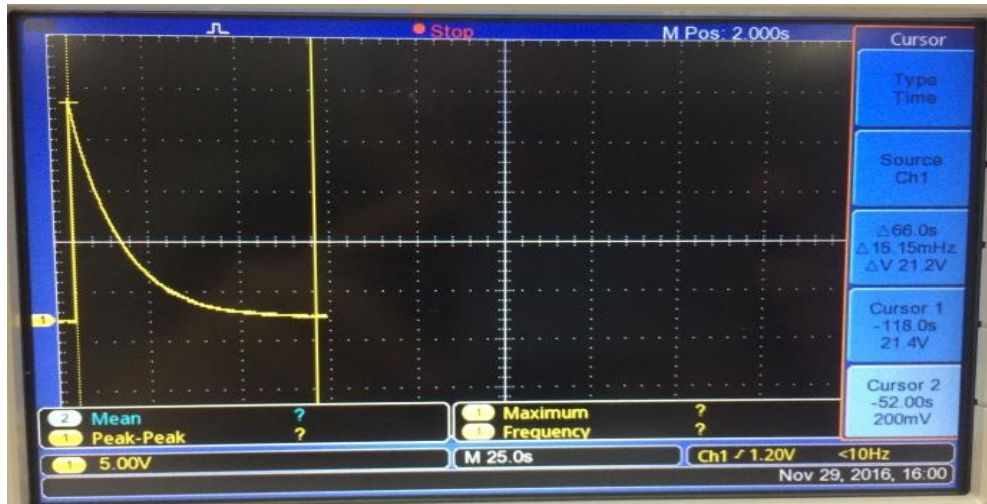 Stop
M Pos: 2.000s
Cursor
Type
Time
Source
Ch1
△66.0s
△15.15mHz
△V 21.2V
Cursor 1
-118.0s
21.4V
Cursor 2
-52.00s
200mV
1
2 Mean ?
1 Peak-Peak ?
1 Maximum ?
1 Frequency ?
1 5.00V
M 25.0s
Ch1 / 1.20V <10Hz
Nov 29, 2016, 16:00